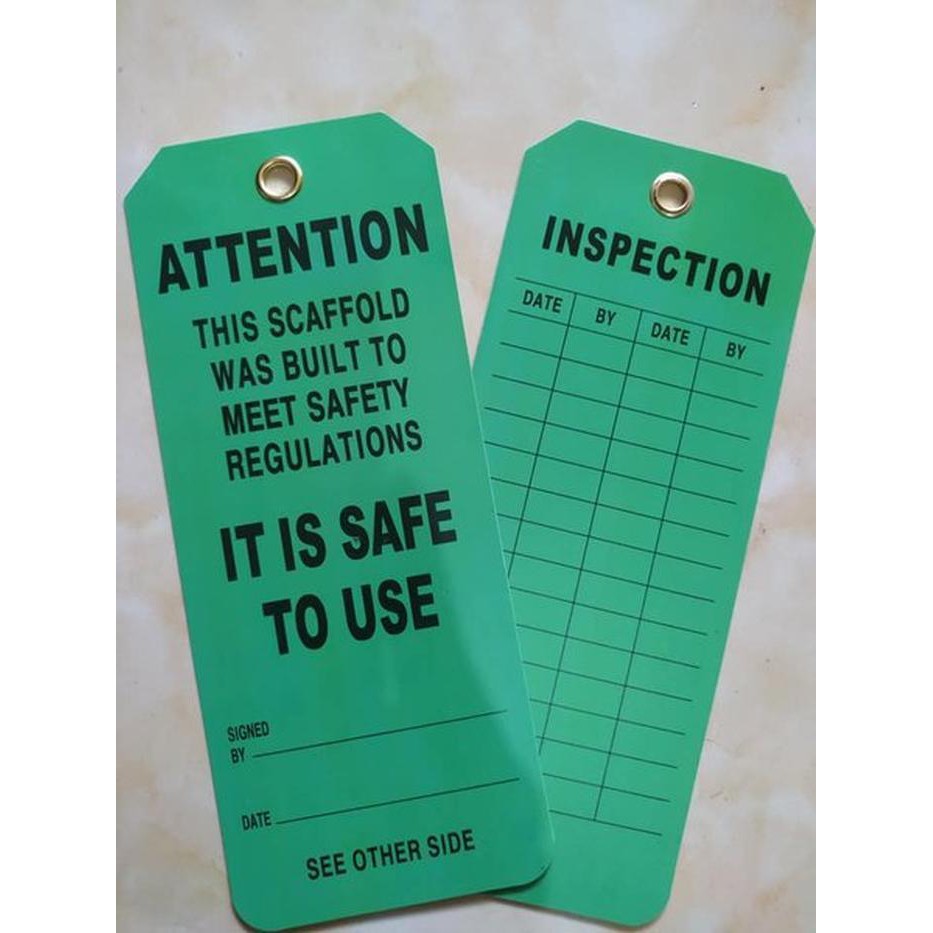 ATTENTION
THIS SCAFFOLD
WAS BUILT TO
MEET SAFETY
REGULATIONS
IT IS SAFE
TO USE
SIGNED
BY
DATE
SEE OTHER SIDE
INSPECTION
DATE BY DATE BY